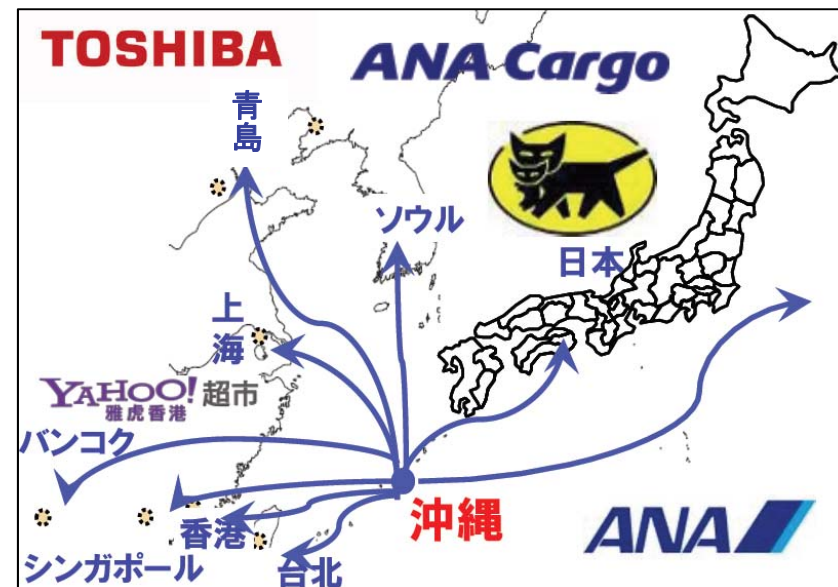 TOSHIBA
ANA Cargo
青島
ソウル
日本
上海
YAHOO! 超市
雅虎香港
バンコク
沖縄
香港
シンガポール
台北
ANA